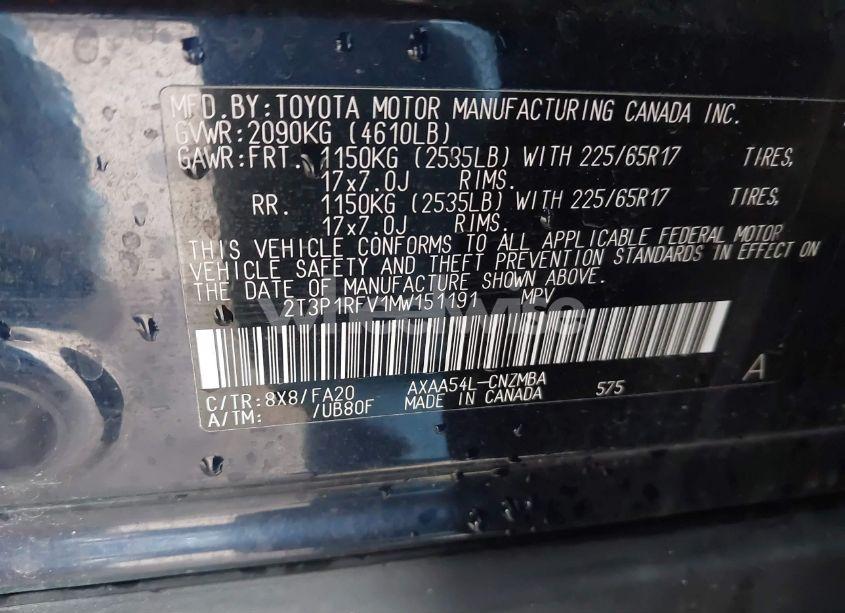 MFD.BY:TOYOTA MOTOR MANUFACTURING CANADA INC.
GVWR:2090KG (4610LB)
GAWR:FRT. 1150KG (2535LB) WITH 225/65R17 TIRES,
17x7.0J RIMS.
RR. 1150KG (2535LB) WITH 225/65R17 TIRES,
17x7.0J RIMS.
THIS VEHICLE CONFORMS TO ALL APPLICABLE FEDERAL MOTOR
VEHICLE SAFETY AND THEFT PREVENTION STANDARDS IN EFFECT ON
THE DATE OF MANUFACTURE SHOWN ABOVE.
2T3P1RFV1MW151191 MPV
C/TR:8X8/FA20 AXAA54L-CNZMBA 575 A
A/TM: /UB80F MADE IN CANADA